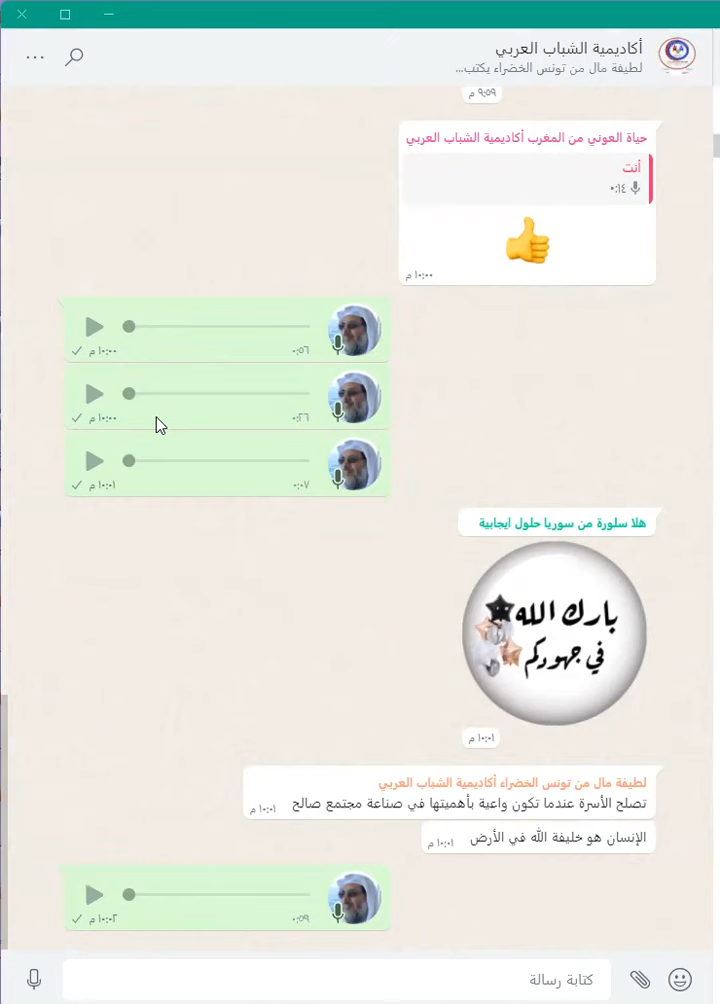 أكاديمية الشباب العربي
لطيفة مال من تونس الخضراء يكتب...
٩:٥٩ م
حياة العوني من المغرب أكاديمية الشباب العربي
أنت
٠:١٤
١٠:٠٠ م
٠:٥٦
١٠:٠٠ م
٠:٢٦
١٠:٠٠ م
٠:٠٧
١٠:٠١ م
هلا سلورة من سوريا حلول ايجابية
بارك الله
في جهودكم
١٠:٠١ م
لطيفة مال من تونس الخضراء أكاديمية الشباب العربي
تصلح الأسرة عندما تكون واعية بأهميتها في صناعة مجتمع صالح
١٠:٠١ م
الإنسان هو خليفة الله في الأرض
١٠:٠١ م
٠:٥٩
١٠:٠٢ م
كتابة رسالة